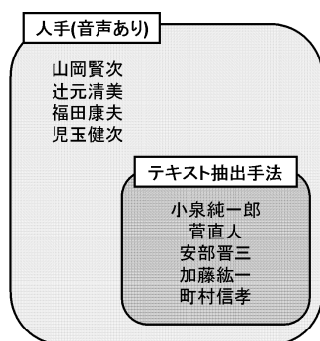 人手(音声あり)
山岡賢次
辻元清美
福田康夫
児玉健次
テキスト抽出手法
小泉純一郎
菅直人
安部晋三
加藤紘一
町村信孝